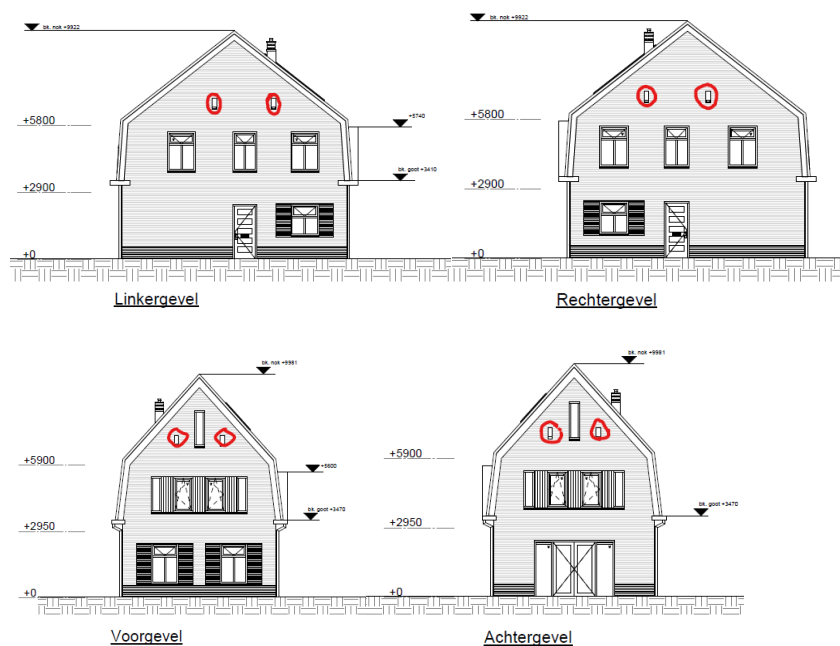 bk. nok +9922
+5800
+5740
bk. goot +3410
+2900
+0
Linkergevel
bk. nok +9922
+5800
+2900
+0
Rechtergevel
bk. nok +9981
+5900
+5600
bk. goot +3470
+2950
+0
Voorgevel
bk. nok +9981
+5900
bk. goot +3470
+2950
+0
Achtergevel